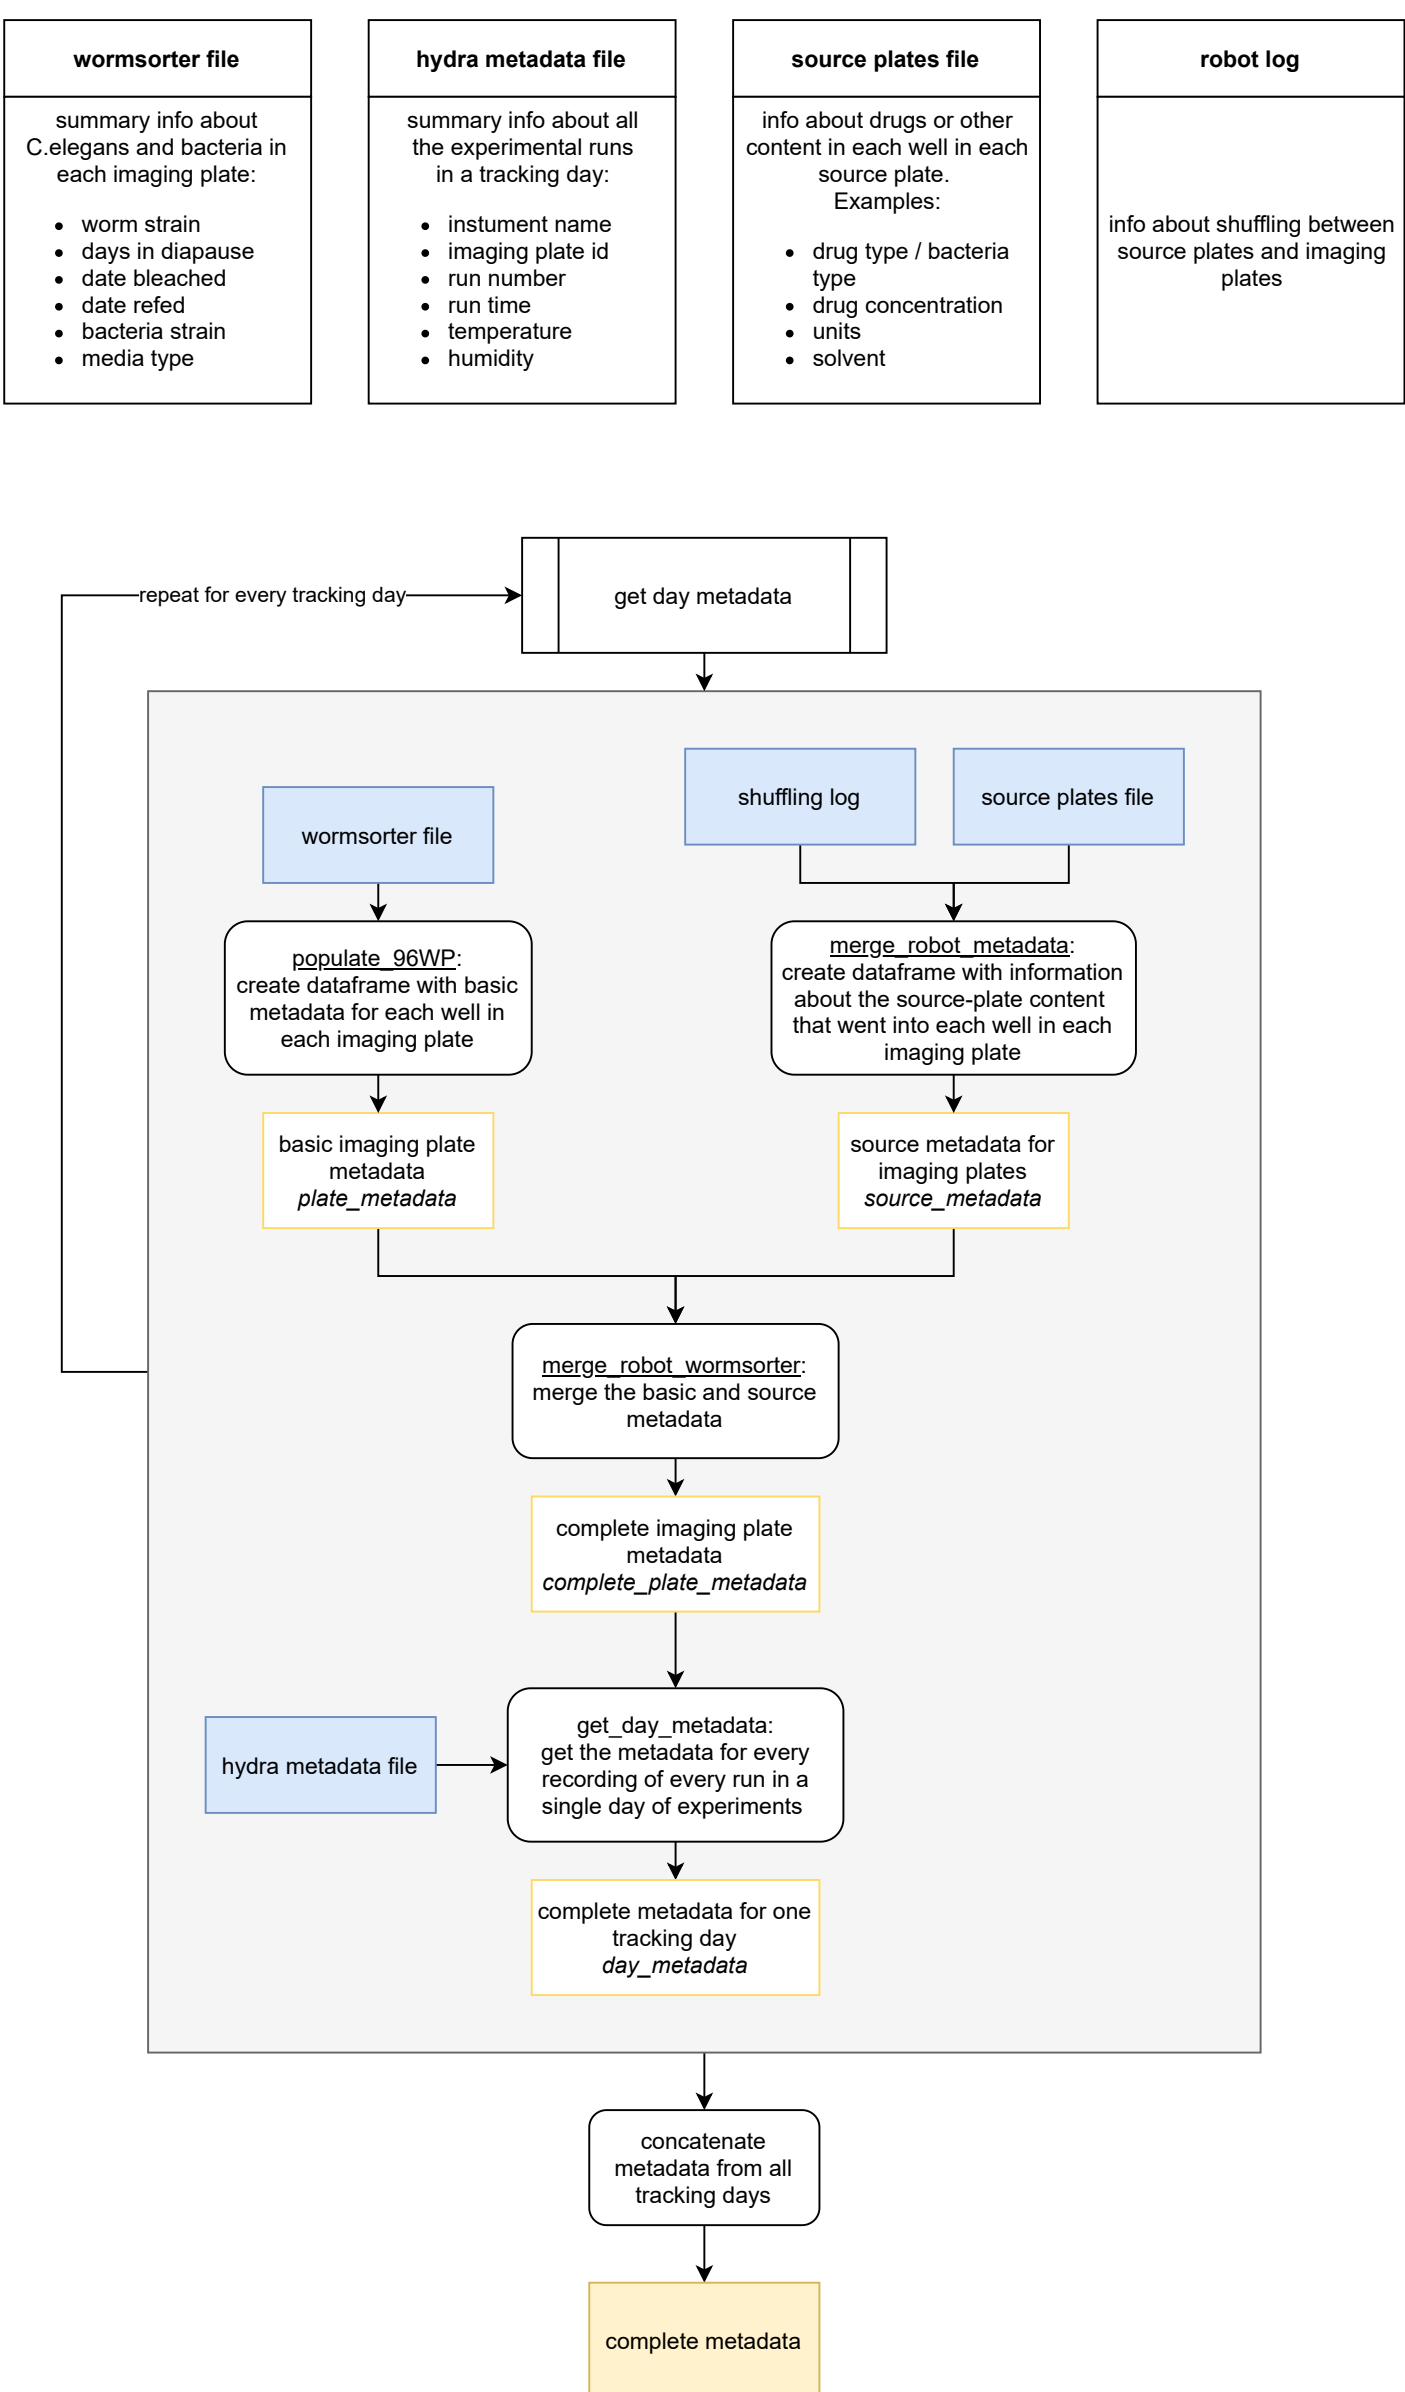 wormsorter file
summary info about
C.elegans and bacteria in
each imaging plate:
worm strain
days in diapause
date bleached
date refed
bacteria strain
media type
hydra metadata file
summary info about all
the experimental runs
in a tracking day:
instument name
imaging plate id
run number
run time
temperature
humidity
source plates file
info about drugs or other
content in each well in each
source plate.
Examples:
drug type / bacteria
type
drug concentration
units
solvent
robot log
info about shuffling between
source plates and imaging
plates
repeat for every tracking day
get day metadata
wormsorter file
shuffling log
source plates file
populate_96WP:
create dataframe with basic
metadata for each well in
each imaging plate
merge_robot_metadata:
create dataframe with information
about the source-plate content
that went into each well in each
imaging plate
basic imaging plate
metadata
plate_metadata
source metadata for
imaging plates
source_metadata
merge_robot_wormsorter:
merge the basic and source
metadata
complete imaging plate
metadata
complete_plate_metadata
hydra metadata file
get_day_metadata:
get the metadata for every
recording of every run in a
single day of experiments
complete metadata for one
tracking day
day_metadata
concatenate
metadata from all
tracking days
complete metadata